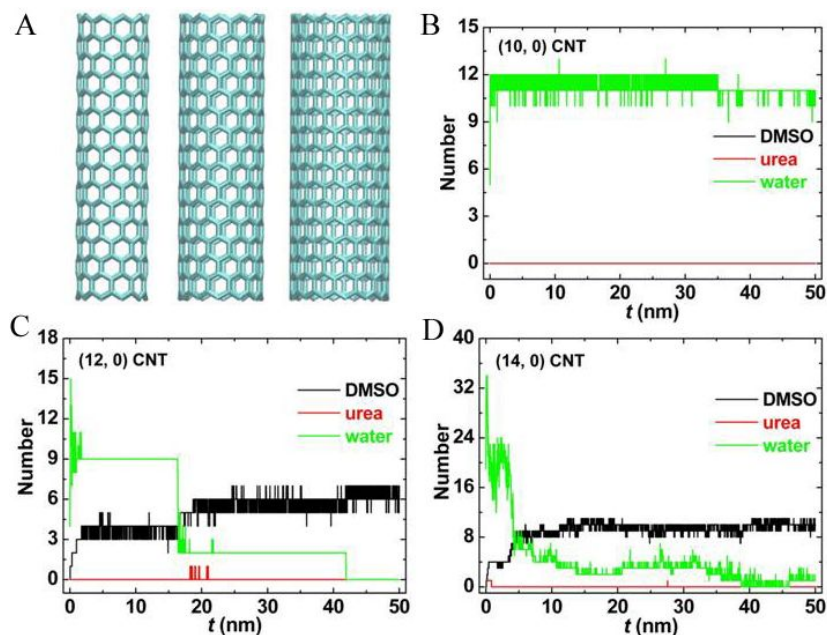 A
B
(10, 0) CNT
15
12
9
6
3
0
Number
DMSO
urea
water
0 10 20 30 40 50
t (nm)
C
(12, 0) CNT
18
15
12
9
6
3
0
Number
DMSO
urea
water
0 10 20 30 40 50
t (nm)
D
(14, 0) CNT
40
32
24
16
8
0
Number
DMSO
urea
water
0 10 20 30 40 50
t (nm)